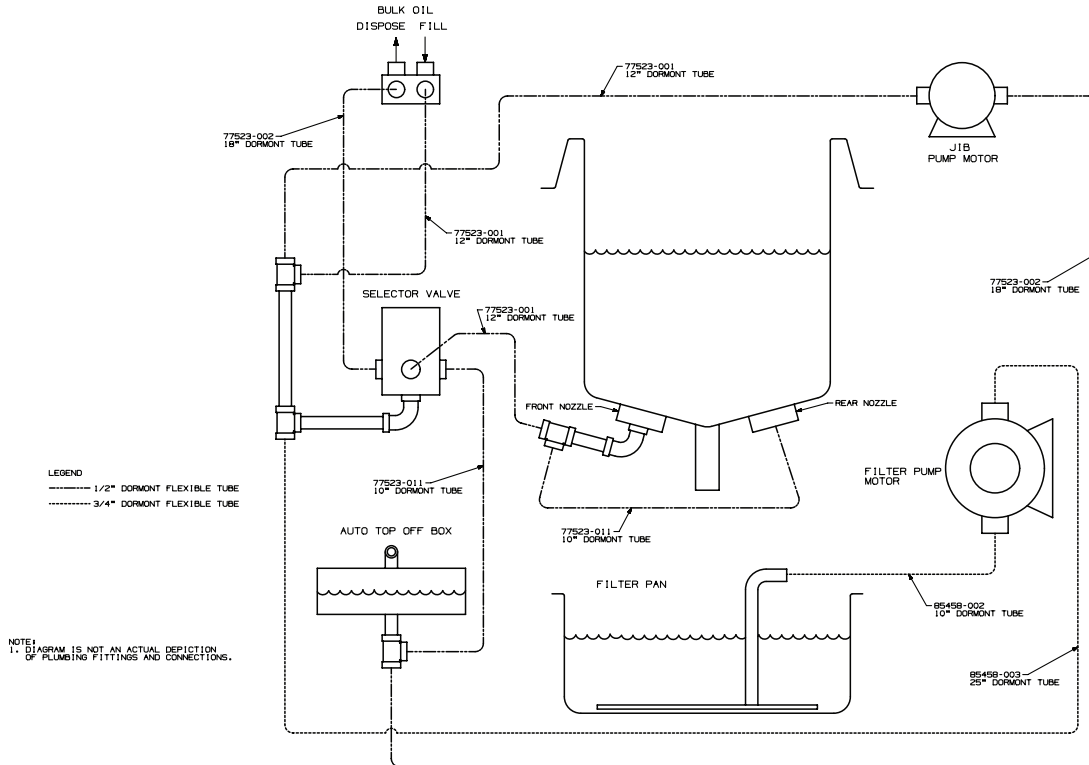 BULK OIL
DISPOSE FILL
77523-001
12" DORMONT TUBE
77523-002
18" DORMONT TUBE
JIB
PUMP MOTOR
77523-001
12" DORMONT TUBE
77523-002
18" DORMONT TUBE
SELECTOR VALVE
77523-001
12" DORMONT TUBE
FRONT NOZZLE
REAR NOZZLE
FILTER PUMP
MOTOR
LEGEND
1/2" DORMONT FLEXIBLE TUBE
3/4" DORMONT FLEXIBLE TUBE
77523-011
10" DORMONT TUBE
77523-011
10" DORMONT TUBE
AUTO TOP OFF BOX
FILTER PAN
85458-002
10" DORMONT TUBE
NOTE:
1. DIAGRAM IS NOT AN ACTUAL DEPICTION
OF PLUMBING FITTINGS AND CONNECTIONS.
85458-003
25" DORMONT TUBE